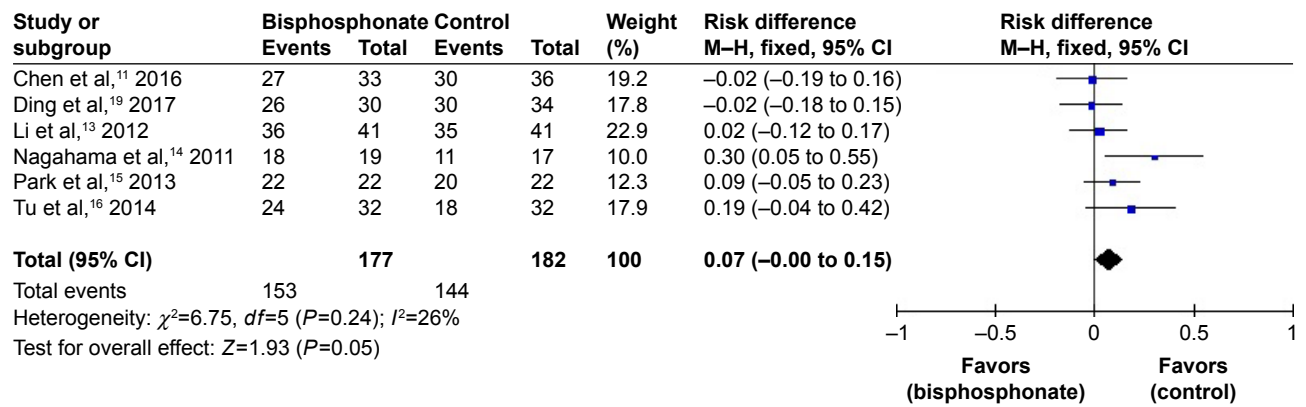 Study or Bisphosphonate Control Weight Risk difference Risk difference
subgroup Events Total Events Total (%) M–H, fixed, 95% CI M–H, fixed, 95% CI
Chen et al,¹¹ 2016 27 33 30 36 19.2 –0.02 (–0.19 to 0.16)
Ding et al,¹⁹ 2017 26 30 30 34 17.8 –0.02 (–0.18 to 0.15)
Li et al,¹³ 2012 36 41 35 41 22.9 0.02 (–0.12 to 0.17)
Nagahama et al,¹⁴ 2011 18 19 11 17 10.0 0.30 (0.05 to 0.55)
Park et al,¹⁵ 2013 22 22 20 22 12.3 0.09 (–0.05 to 0.23)
Tu et al,¹⁶ 2014 24 32 18 32 17.9 0.19 (–0.04 to 0.42)
Total (95% CI) 177 182 100 0.07 (–0.00 to 0.15)
Total events 153 144
Heterogeneity: χ²=6.75, df=5 (P=0.24); I²=26%
Test for overall effect: Z=1.93 (P=0.05)
–1 –0.5 0 0.5 1
Favors Favors
(bisphosphonate) (control)